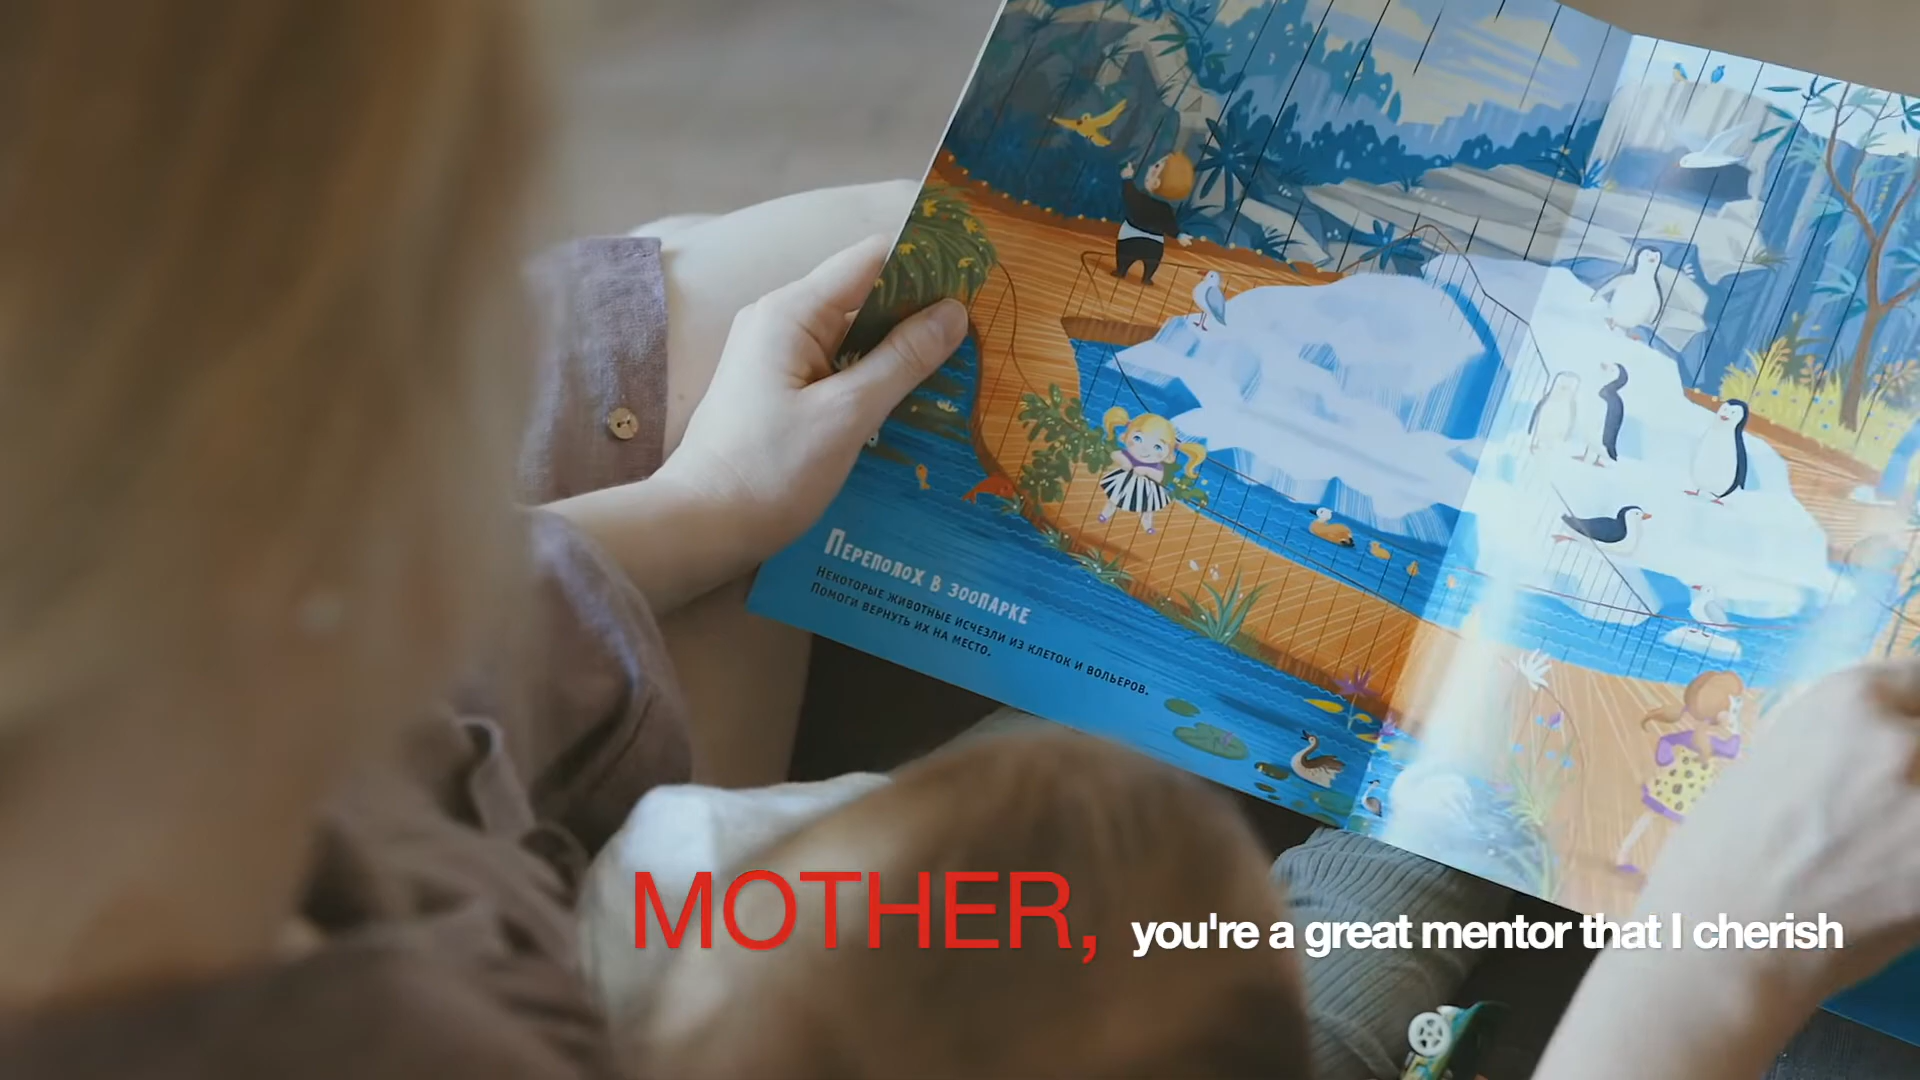 Переполох в зоопарке
Некоторые животные исчезли из клеток и вольеров.
Помоги вернуть их на место.
MOTHER, you're a great mentor that I cherish